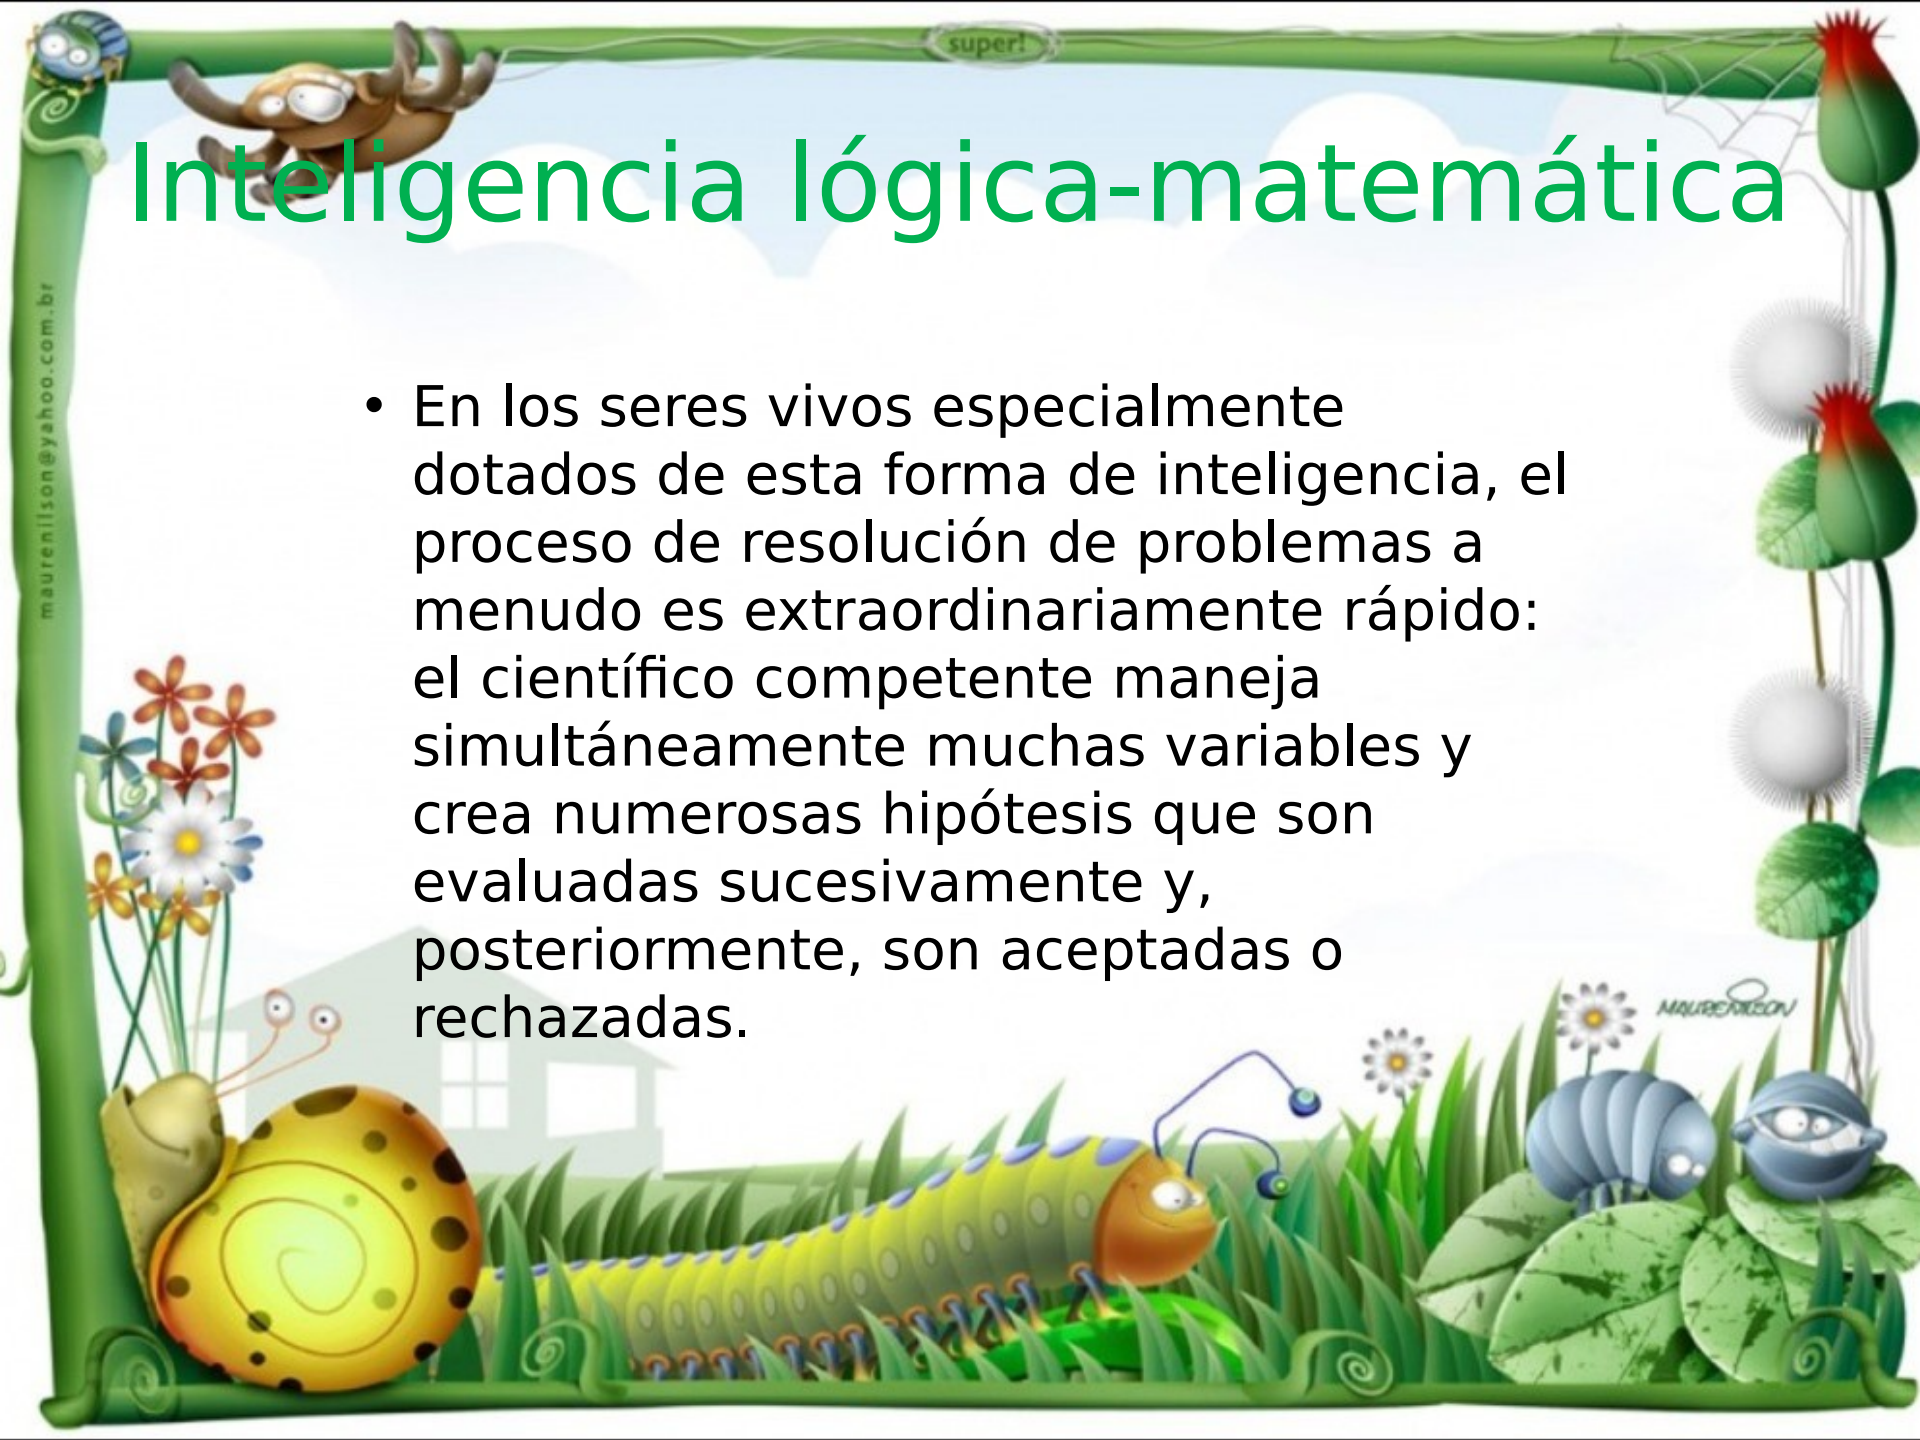 super!
Inteligencia lógica-matemática
maurenilson@yahoo.com.br
• En los seres vivos especialmente
dotados de esta forma de inteligencia, el
proceso de resolución de problemas a
menudo es extraordinariamente rápido:
el científico competente maneja
simultáneamente muchas variables y
crea numerosas hipótesis que son
evaluadas sucesivamente y,
posteriormente, son aceptadas o
rechazadas.
MAURENILSON